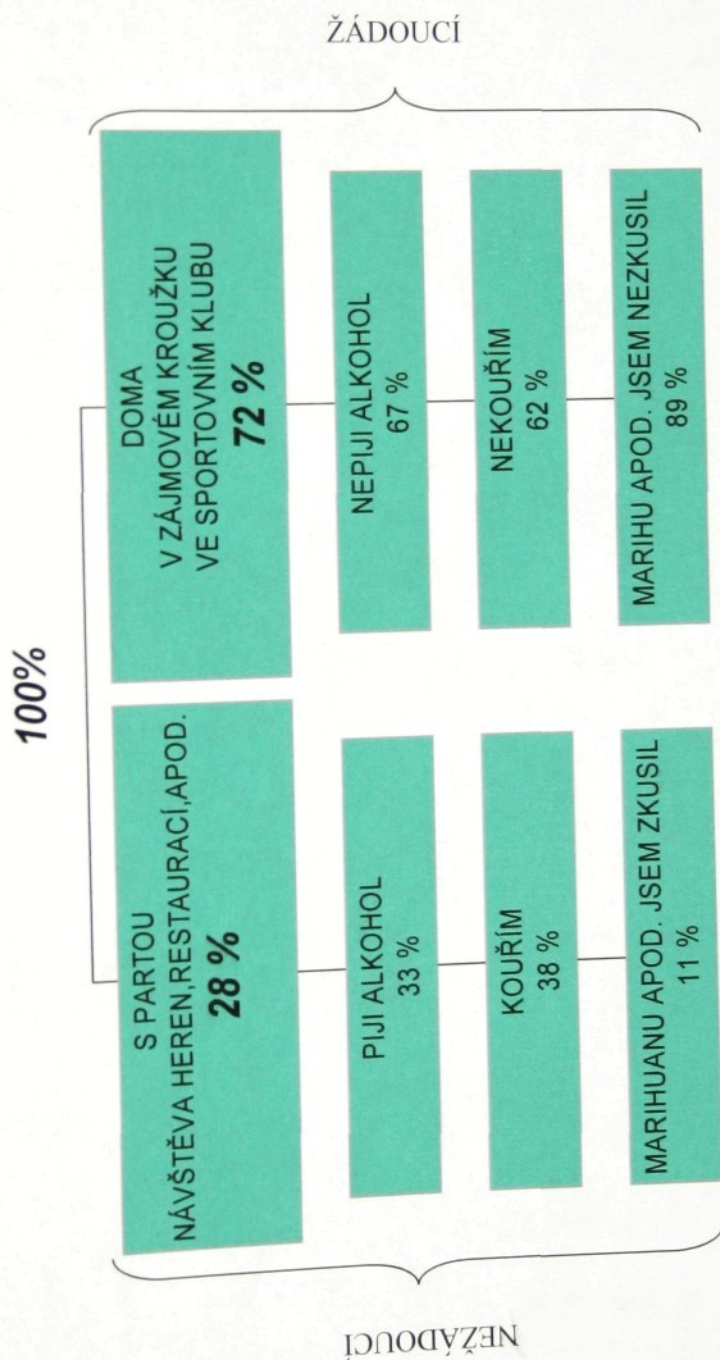 100%
S PARTOU
NÁVŠTĚVA HEREN,RESTAURACÍ,APOD.
28 %
DOMA
V ZÁJMOVÉM KROUŽKU
VE SPORTOVNÍM KLUBU
72 %
PIJI ALKOHOL
33 %
NEPIJI ALKOHOL
67 %
KOUŘÍM
38 %
NEKOUŘÍM
62 %
MARIHUANU APOD. JSEM ZKUSIL
11 %
MARIHU APOD. JSEM NEZKUSIL
89 %
NEŽÁDOUCÍ
ŽÁDOUCÍ